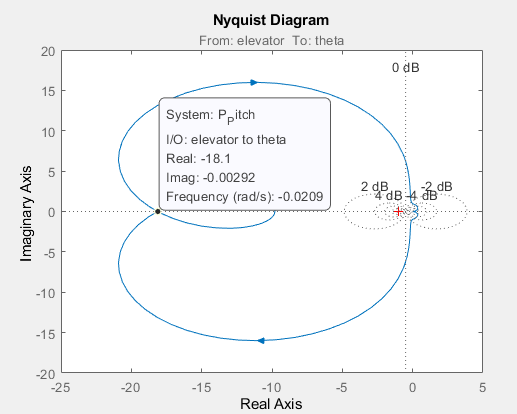 Nyquist Diagram
From: elevator To: theta
20
15
10
5
0
-5
-10
-15
-20
Imaginary Axis
0 dB
System: P_Pitch
I/O: elevator to theta
Real: -18.1
Imag: -0.00292
Frequency (rad/s): -0.0209
2 dB
-2 dB
4 dB
-4 dB
-25
-20
-15
-10
-5
0
5
Real Axis